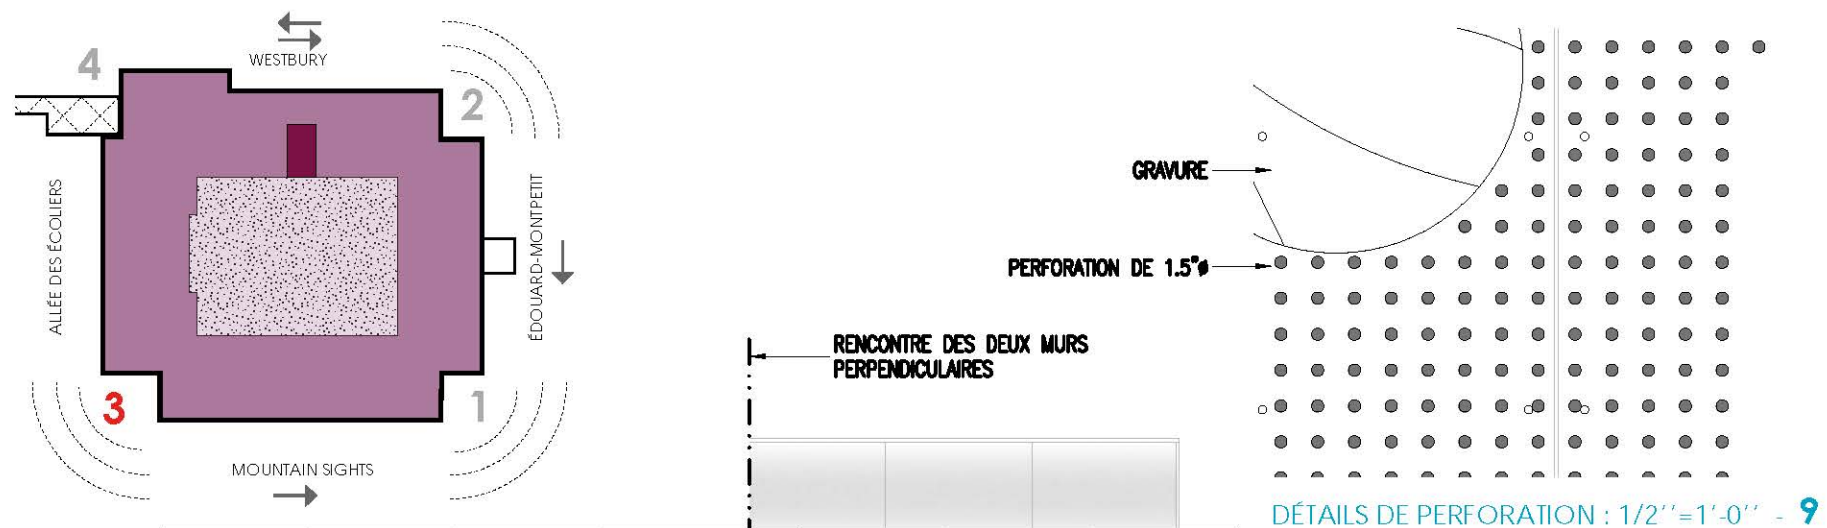 WESTBURY
4
2
ALLÉE DES ÉCOLIERS
ÉDOUARD-MONTPETIT
3
1
MOUNTAIN SIGHTS
GRAVURE
PERFORATION DE 1.5"ø
RENCONTRE DES DEUX MURS
PERPENDICULAIRES
DÉTAILS DE PERFORATION : 1/2''=1'-0'' - 9